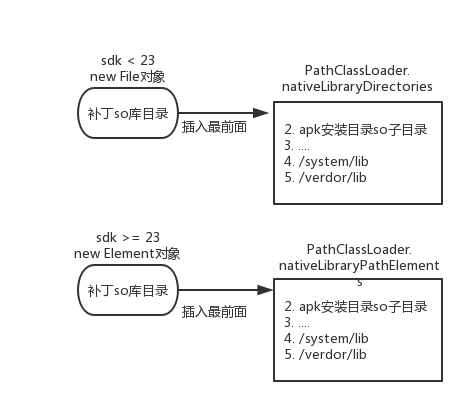 sdk < 23
new File对象
补丁so库目录
插入最前面
PathClassLoader.
nativeLibraryDirectories
2. apk安装目录so子目录
3. ....
4. /system/lib
5. /verdor/lib
sdk >= 23
new Element对象
补丁so库目录
插入最前面
PathClassLoader.
nativeLibraryPathElement
s
2. apk安装目录so子目录
3. ....
4. /system/lib
5. /verdor/lib